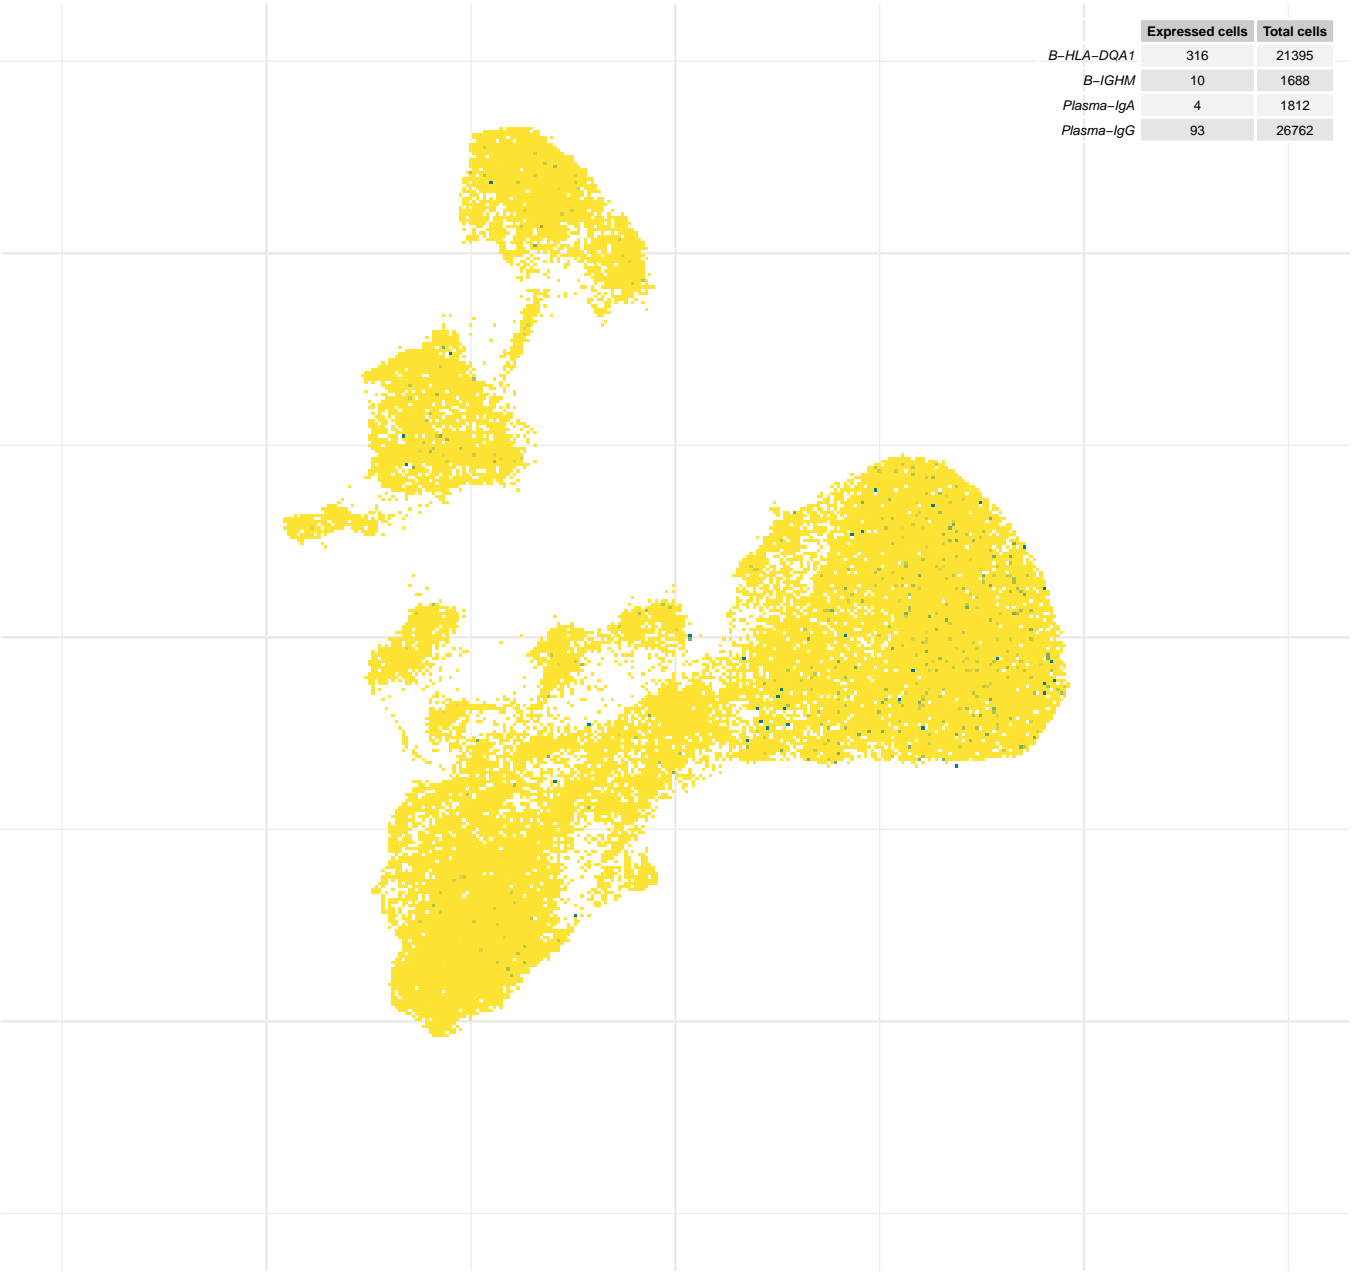 Expressed cells Total cells
B−HLA−DQA1 316 21395
B−IGHM 10 1688
Plasma−IgA 4 1812
Plasma−IgG 93 26762